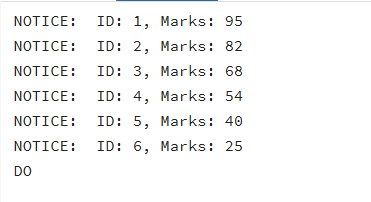 NOTICE:  ID: 1, Marks: 95
NOTICE:  ID: 2, Marks: 82
NOTICE:  ID: 3, Marks: 68
NOTICE:  ID: 4, Marks: 54
NOTICE:  ID: 5, Marks: 40
NOTICE:  ID: 6, Marks: 25
DO